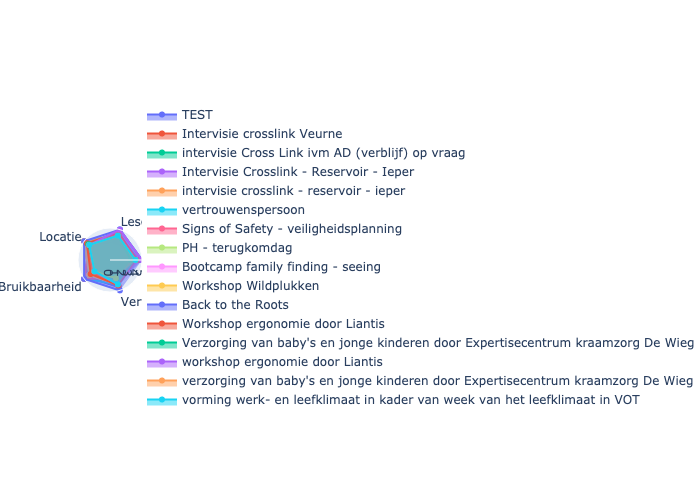 TEST
Intervisie crosslink Veurne
intervisie Cross Link ivm AD (verblijf) op vraag
Intervisie Crosslink - Reservoir - Ieper
intervisie crosslink - reservoir - ieper
vertrouwenspersoon
Signs of Safety - veiligheidsplanning
PH - terugkomdag
Bootcamp family finding - seeing
Workshop Wildplukken
Back to the Roots
Workshop ergonomie door Liantis
Verzorging van baby's en jonge kinderen door Expertisecentrum kraamzorg De Wieg
workshop ergonomie door Liantis
verzorging van baby's en jonge kinderen door Expertisecentrum kraamzorg De Wieg
vorming werk- en leefklimaat in kader van week van het leefklimaat in VOT
Locatie
Bruikbaarheid
Ver